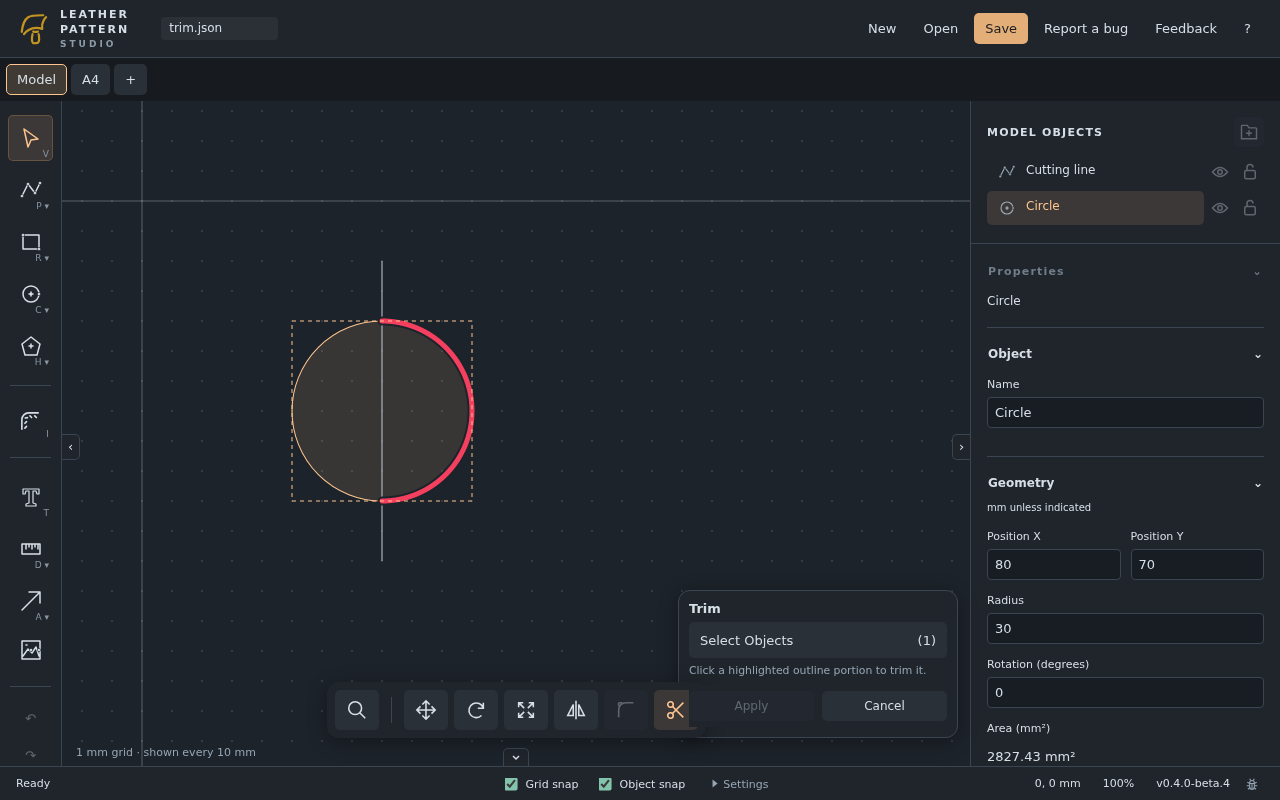 LEATHER
PATTERN
STUDIO
trim.json
New
Open
Save
Report a bug
Feedback
?
Model
A4
+
V
P
R
C
H
I
T
D
A
MODEL OBJECTS
Cutting line
Circle
Properties
Circle
Object
Name
Circle
Geometry
mm unless indicated
Position X
Position Y
80
70
Radius
30
Rotation (degrees)
0
Area (mm²)
2827.43 mm²
Trim
Select Objects (1)
Click a highlighted outline portion to trim it.
Apply
Cancel
1 mm grid · shown every 10 mm
Ready
Grid snap
Object snap
Settings
0, 0 mm
100%
v0.4.0-beta.4